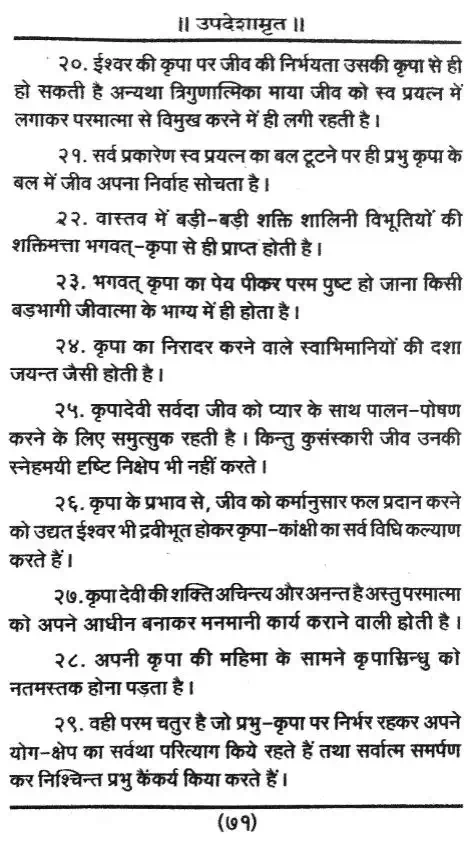 ॥ उपदेशामृत ॥
२०. ईश्वर की कृपा पर जीव की निर्भयता उसकी कृपा से ही
हो सकती है अन्यथा त्रिगुणात्मिका माया जीव को स्व प्रयत्न में
लगाकर परमात्मा से विमुख करने में ही लगी रहती है।
२१. सर्व प्रकारेण स्व प्रयत्न का बल टूटने पर ही प्रभु कृपा के
बल में जीव अपना निर्वाह सोचता है।
२२. वास्तव में बड़ी-बड़ी शक्ति शालिनी विभूतियों की
शक्तिमत्ता भगवत्-कृपा से ही प्राप्त होती है।
२३. भगवत् कृपा का पेय पीकर परम पुष्ट हो जाना किसी
बड़भागी जीवात्मा के भाग्य में ही होता है।
२४. कृपा का निरादर करने वाले स्वाभिमानियों की दशा
जयन्त जैसी होती है।
२५. कृपादेवी सर्वदा जीव को प्यार के साथ पालन-पोषण
करने के लिए समुत्सुक रहती है। किन्तु कुसंस्कारी जीव उनकी
स्नेहमयी दृष्टि निक्षेप भी नहीं करते।
२६. कृपा के प्रभाव से, जीव को कर्मानुसार फल प्रदान करने
को उद्यत ईश्वर भी द्रवीभूत होकर कृपा-कांक्षी का सर्व विधि कल्याण
करते हैं।
२७. कृपा देवी की शक्ति अचिन्त्य और अनन्त है अस्तु परमात्मा
को अपने आधीन बनाकर मनमानी कार्य कराने वाली होती है।
२८. अपनी कृपा की महिमा के सामने कृपासिन्धु को
नतमस्तक होना पड़ता है।
२९. वही परम चतुर है जो प्रभु-कृपा पर निर्भर रहकर अपने
योग-क्षेप का सर्वथा परित्याग किये रहते हैं तथा सर्वात्म समर्पण
कर निश्चिन्त प्रभु कैंकर्य किया करते हैं।
(७१)